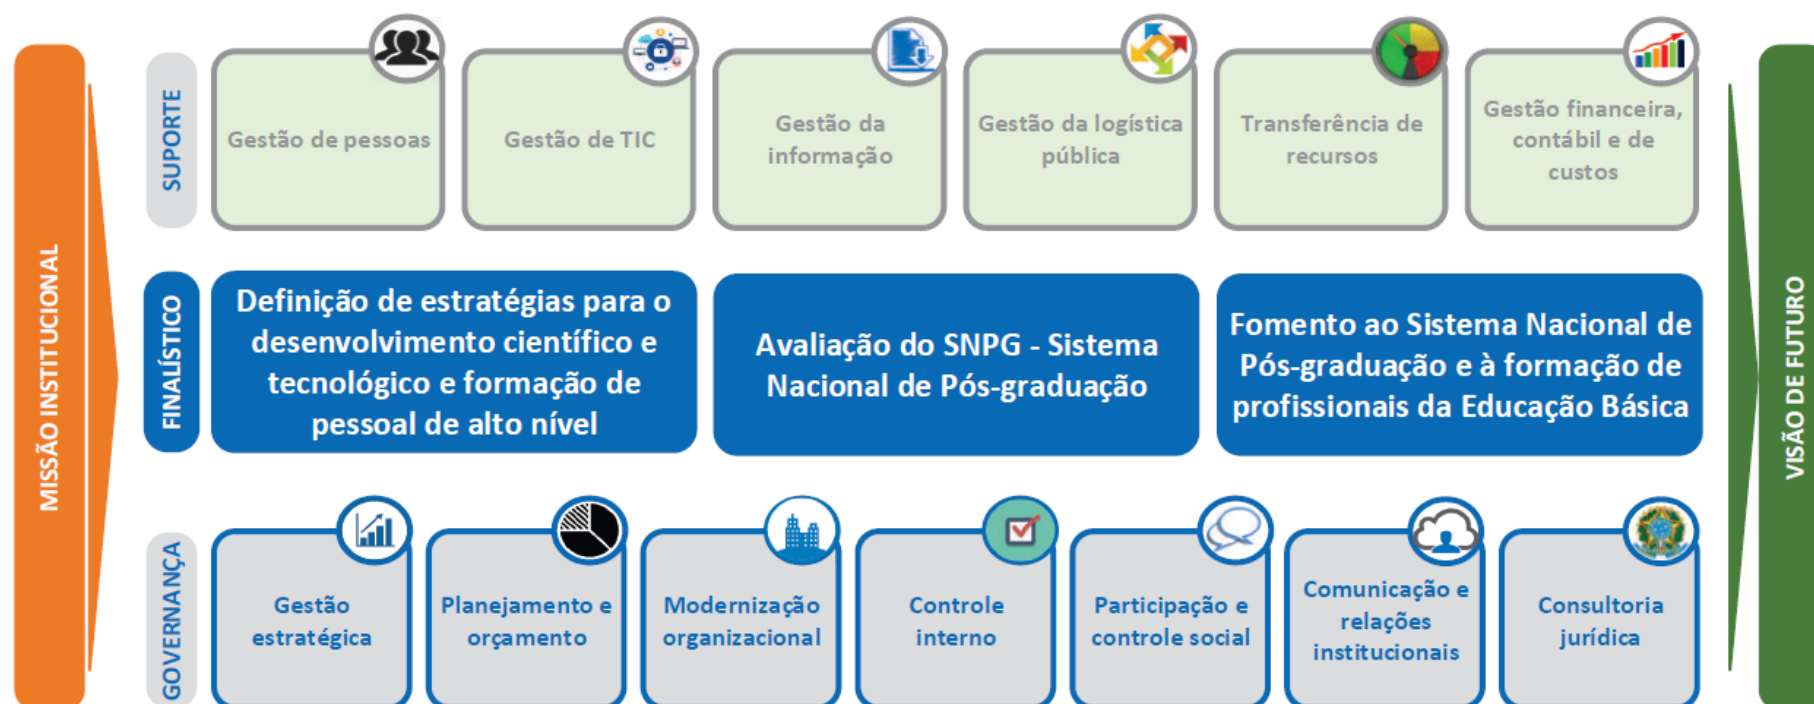 MISSÃO INSTITUCIONAL
SUPORTE
Gestão de pessoas
Gestão de TIC
Gestão da
informação
Gestão da logística
pública
Transferência de
recursos
Gestão financeira,
contábil e de
custos
FINALÍSTICO
Definição de estratégias para o
desenvolvimento científico e
tecnológico e formação de
pessoal de alto nível
Avaliação do SNPG - Sistema
Nacional de Pós-graduação
Fomento ao Sistema Nacional de
Pós-graduação e à formação de
profissionais da Educação Básica
GOVERNANÇA
Gestão
estratégica
Planejamento e
orçamento
Modernização
organizacional
Controle
interno
Participação e
controle social
Comunicação e
relações
institucionais
Consultoria
jurídica
VISÃO DE FUTURO